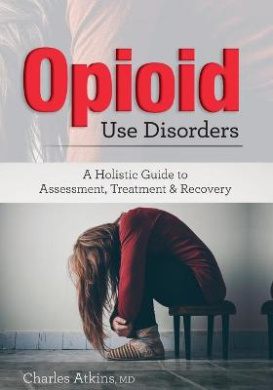 Opioid
Use Disorders
A Holistic Guide to
Assessment, Treatment & Recovery
Charles Atkins, MD